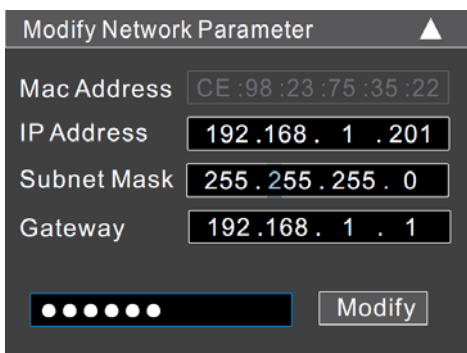 Modify Network Parameter
Mac Address CE:98:23:75:35:22
IP Address 192.168. 1 .201
Subnet Mask 255.255.255. 0
Gateway 192.168. 1 . 1
●●●●●● Modify